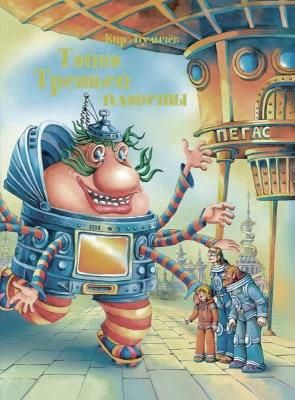 Кир Булычёв
Тайна
Третьей
планеты
ПЕГАС